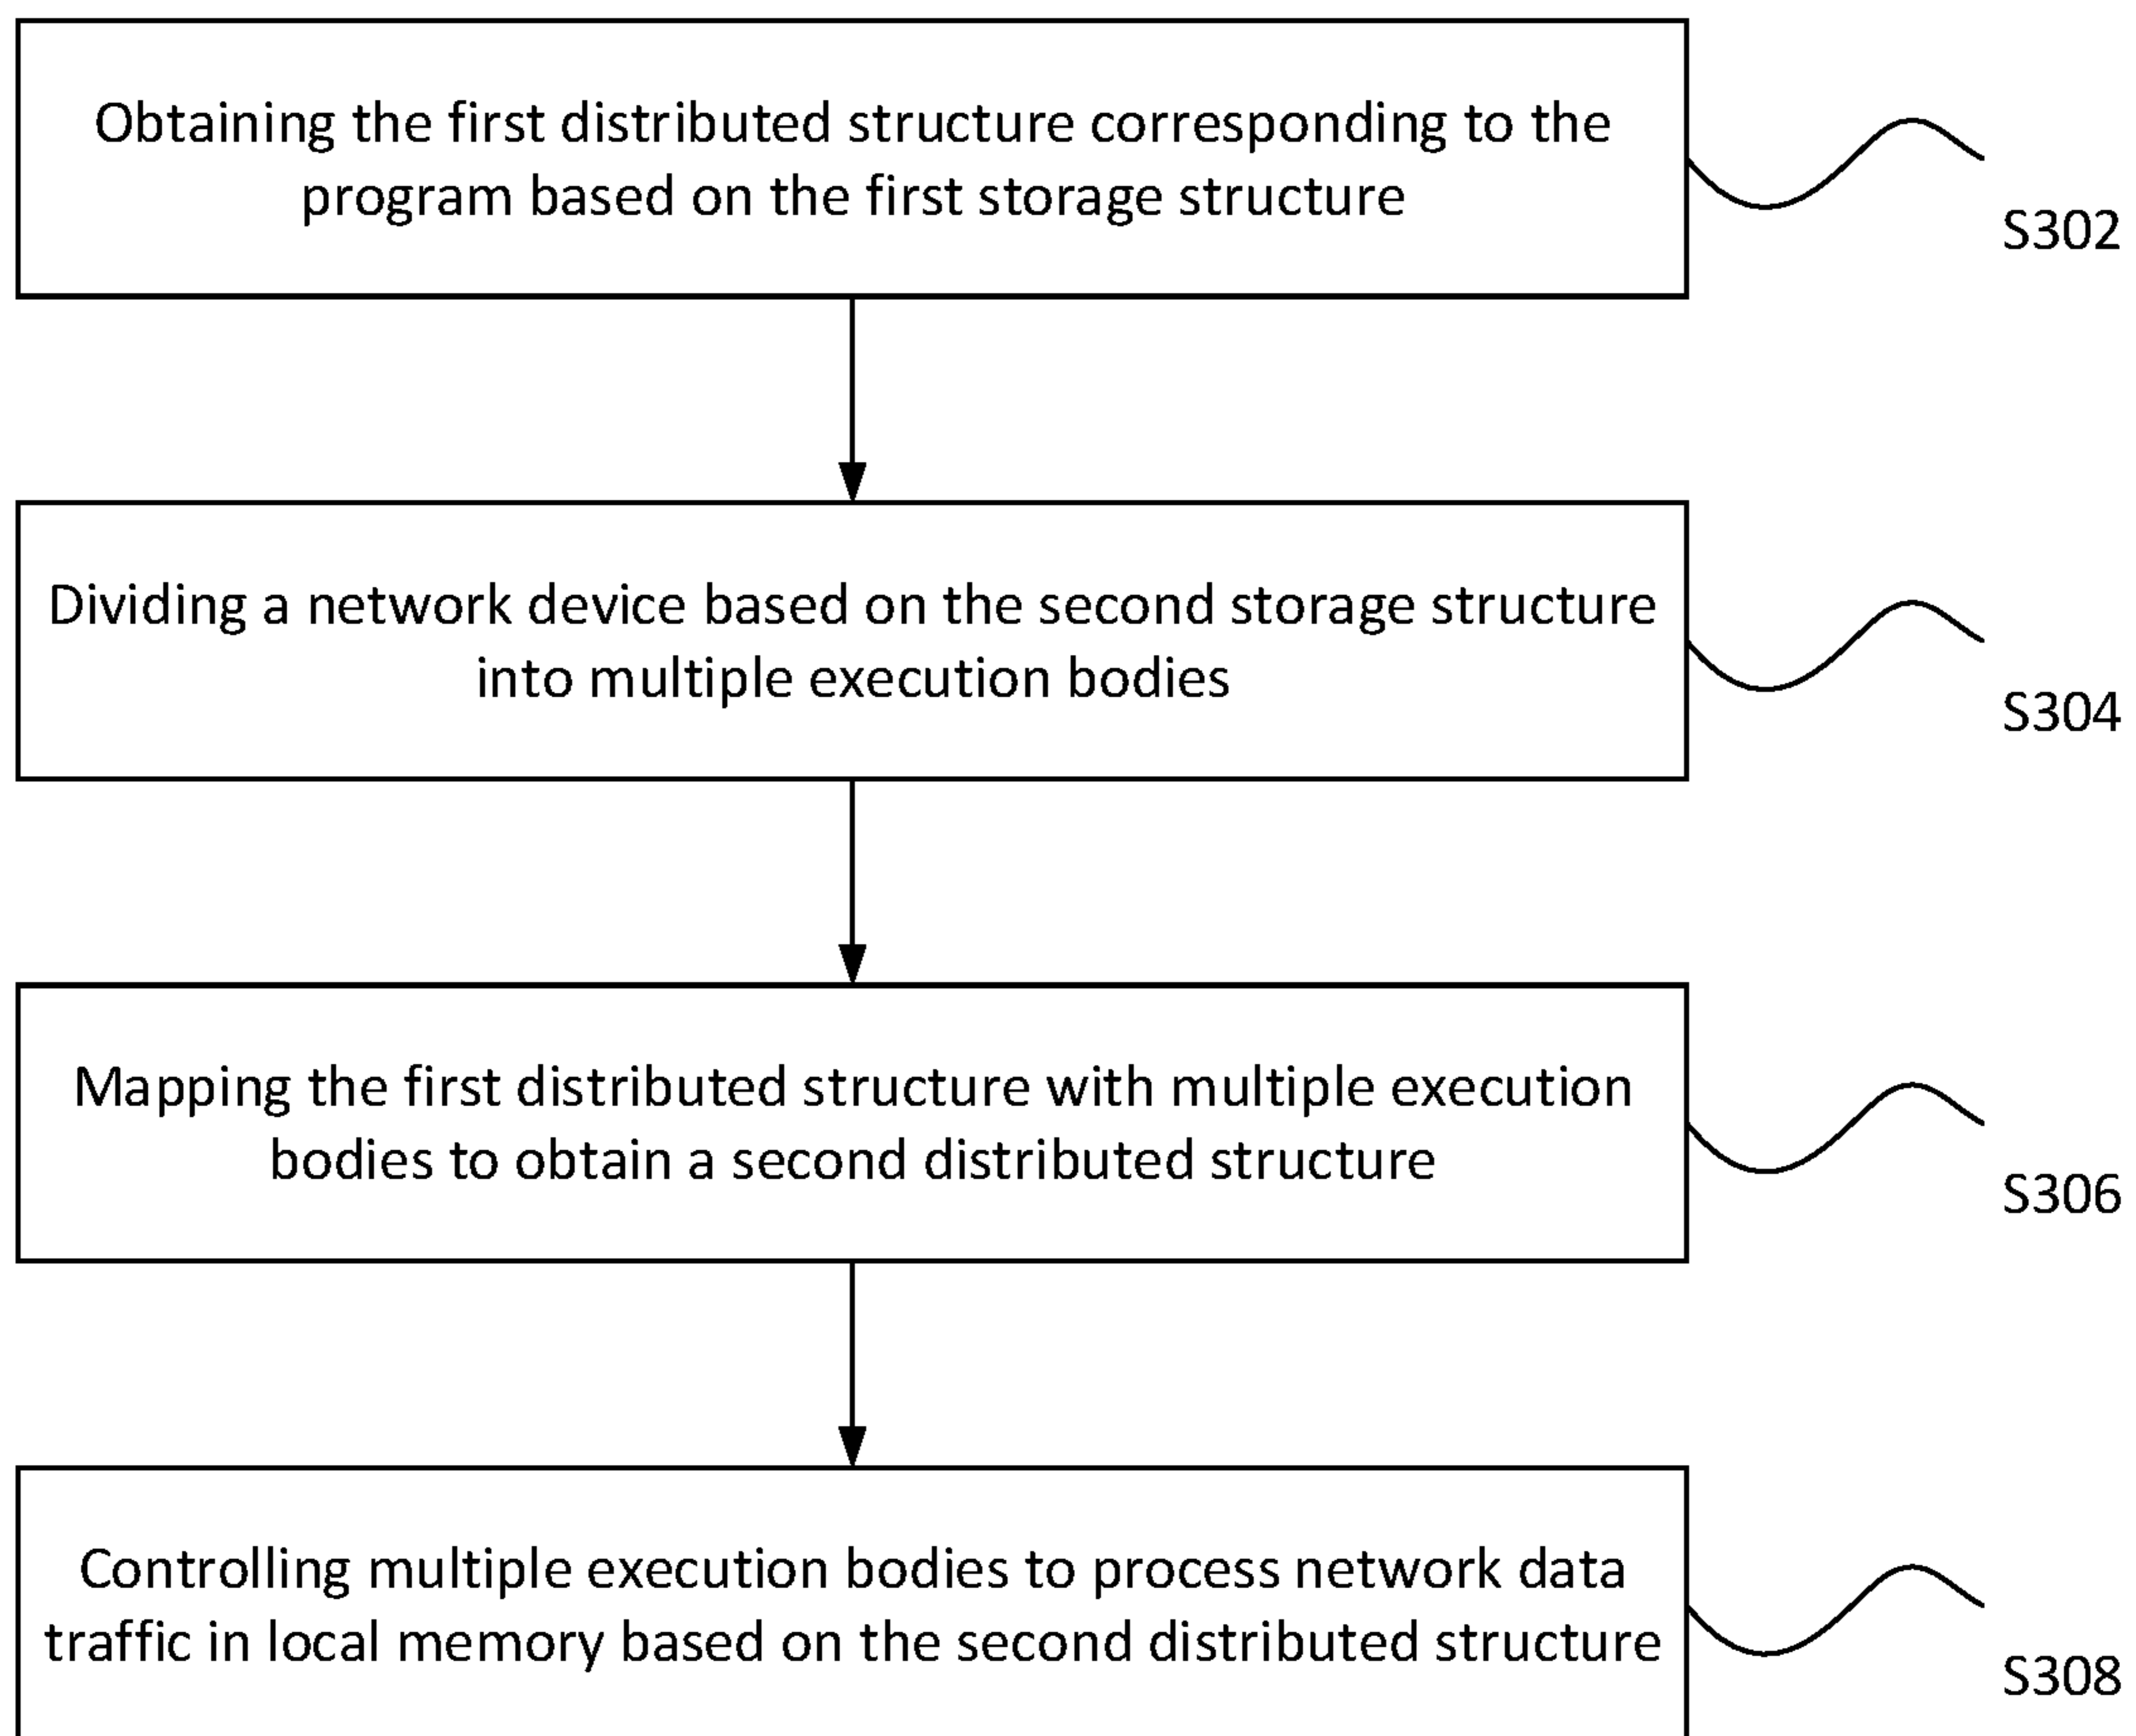 Obtaining the first distributed structure corresponding to the
program based on the first storage structure
S302
Dividing a network device based on the second storage structure
into multiple execution bodies
S304
Mapping the first distributed structure with multiple execution
bodies to obtain a second distributed structure
S306
Controlling multiple execution bodies to process network data
traffic in local memory based on the second distributed structure
S308